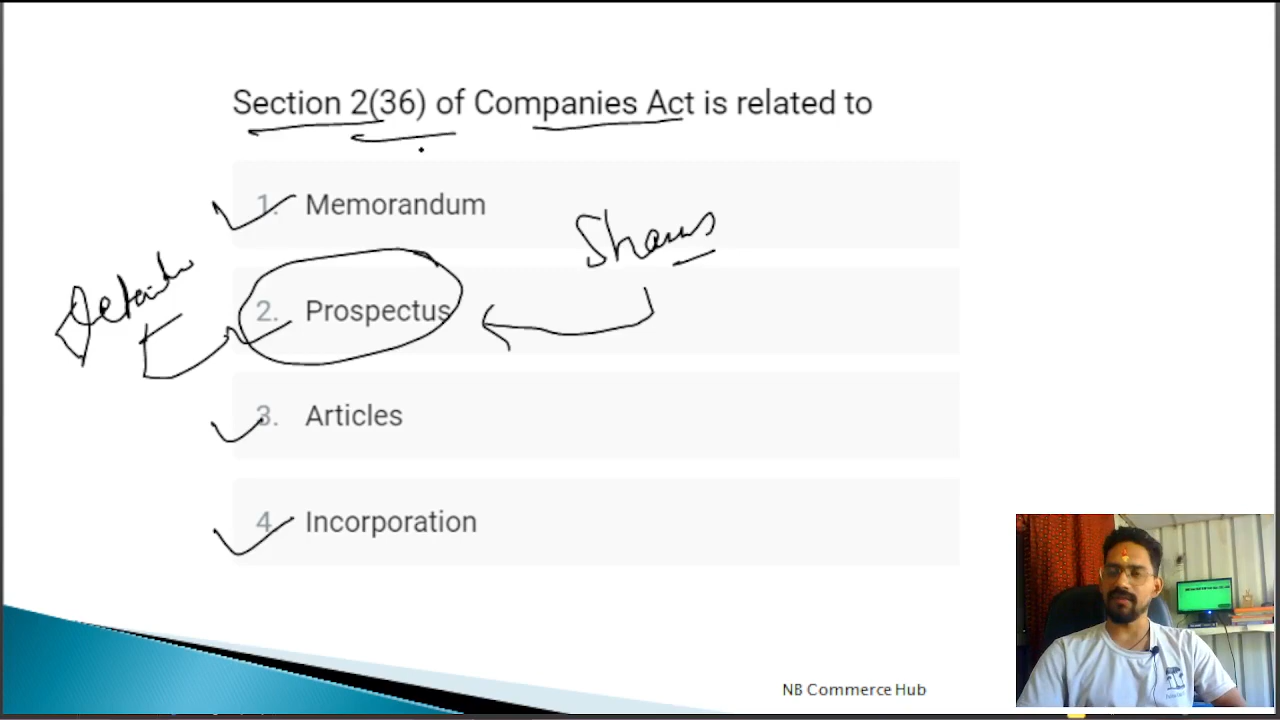 Section 2(36) of Companies Act is related to
1. Memorandum
Shares
Details
2. Prospectus
3. Articles
4. Incorporation
NB Commerce Hub